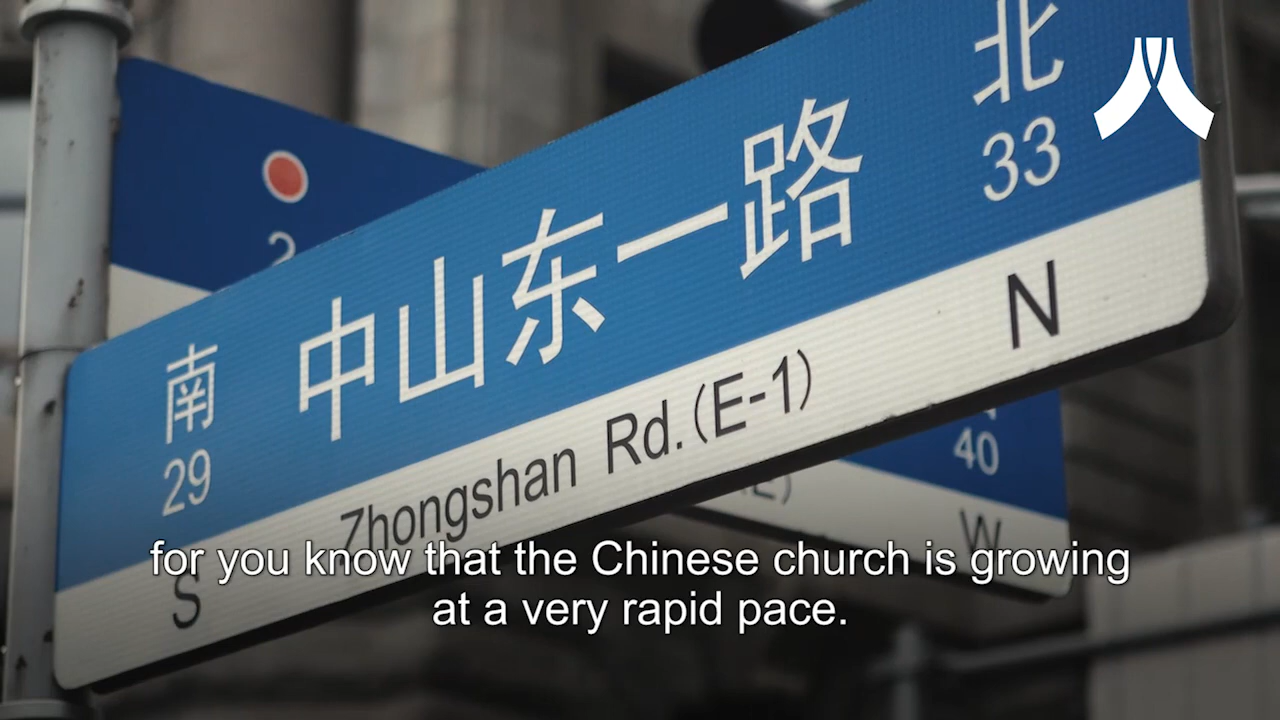 南 中山东一路 北
29 33
S Zhongshan Rd.(E-1) N
2
40
W
for you know that the Chinese church is growing
at a very rapid pace.